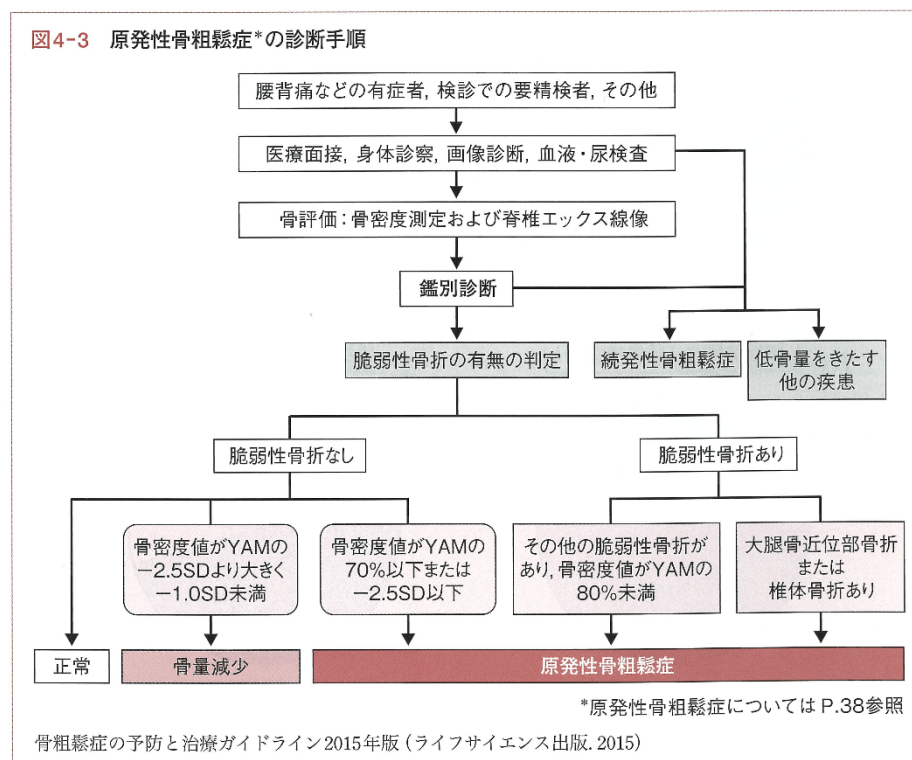 図4-3 原発性骨粗鬆症*の診断手順
腰背痛などの有症者, 検診での要精検者, その他
医療面接, 身体診察, 画像診断, 血液・尿検査
骨評価：骨密度測定および脊椎エックス線像
鑑別診断
脆弱性骨折の有無の判定
続発性骨粗鬆症
低骨量をきたす
他の疾患
脆弱性骨折なし
脆弱性骨折あり
骨密度値がYAMの
−2.5SDより大きく
−1.0SD未満
骨密度値がYAMの
70%以下または
−2.5SD以下
その他の脆弱性骨折が
あり, 骨密度値がYAMの
80%未満
大腿骨近位部骨折
または
椎体骨折あり
正常
骨量減少
原発性骨粗鬆症
*原発性骨粗鬆症についてはP.38参照
骨粗鬆症の予防と治療ガイドライン2015年版（ライフサイエンス出版. 2015）